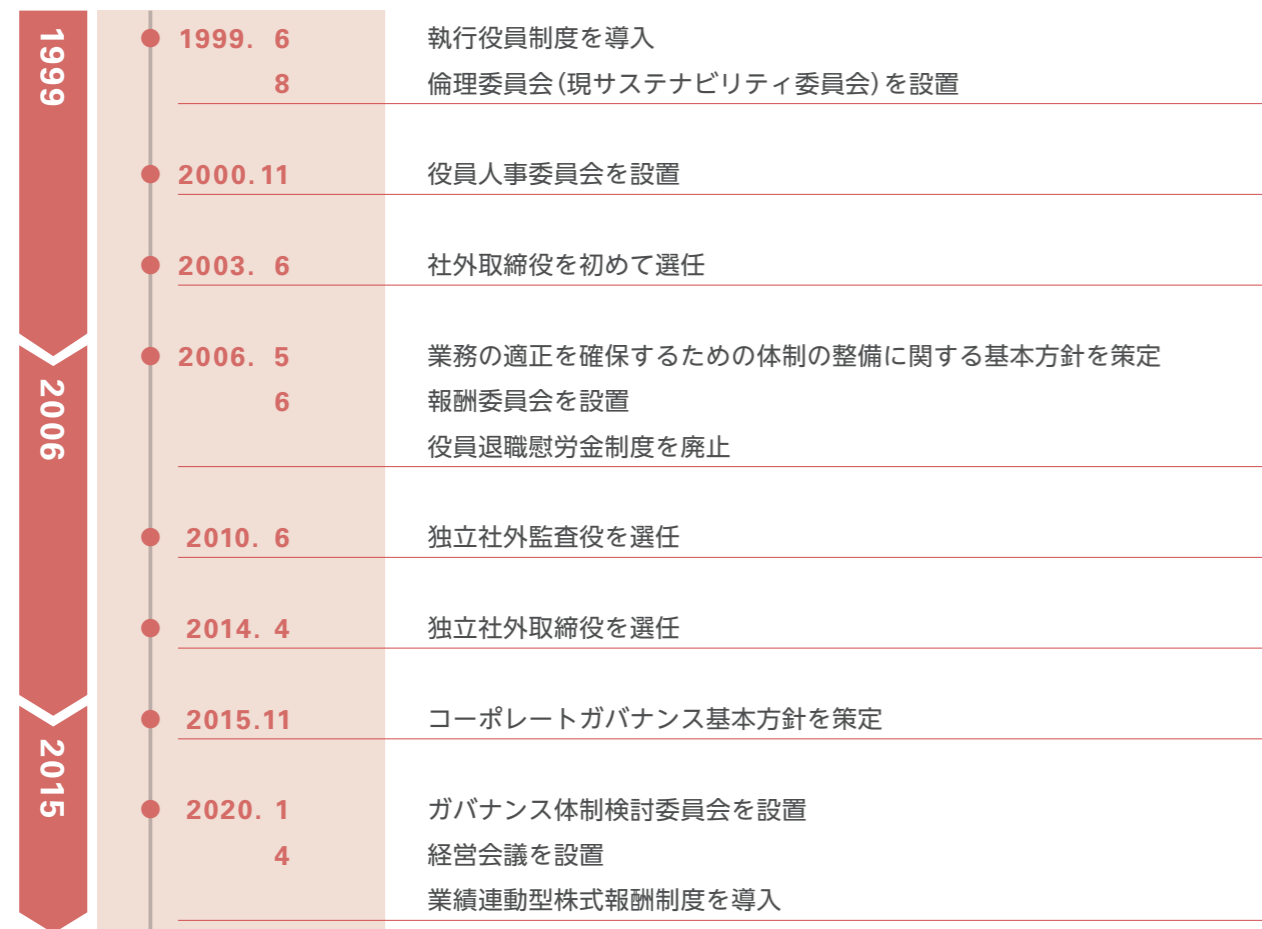 1999
1999. 6 執行役員制度を導入
8 倫理委員会(現サステナビリティ委員会)を設置
2000.11 役員人事委員会を設置
2003. 6 社外取締役を初めて選任
2006
2006. 5 業務の適正を確保するための体制の整備に関する基本方針を策定
6 報酬委員会を設置
役員退職慰労金制度を廃止
2010. 6 独立社外監査役を選任
2014. 4 独立社外取締役を選任
2015
2015.11 コーポレートガバナンス基本方針を策定
2020. 1 ガバナンス体制検討委員会を設置
4 経営会議を設置
業績連動型株式報酬制度を導入